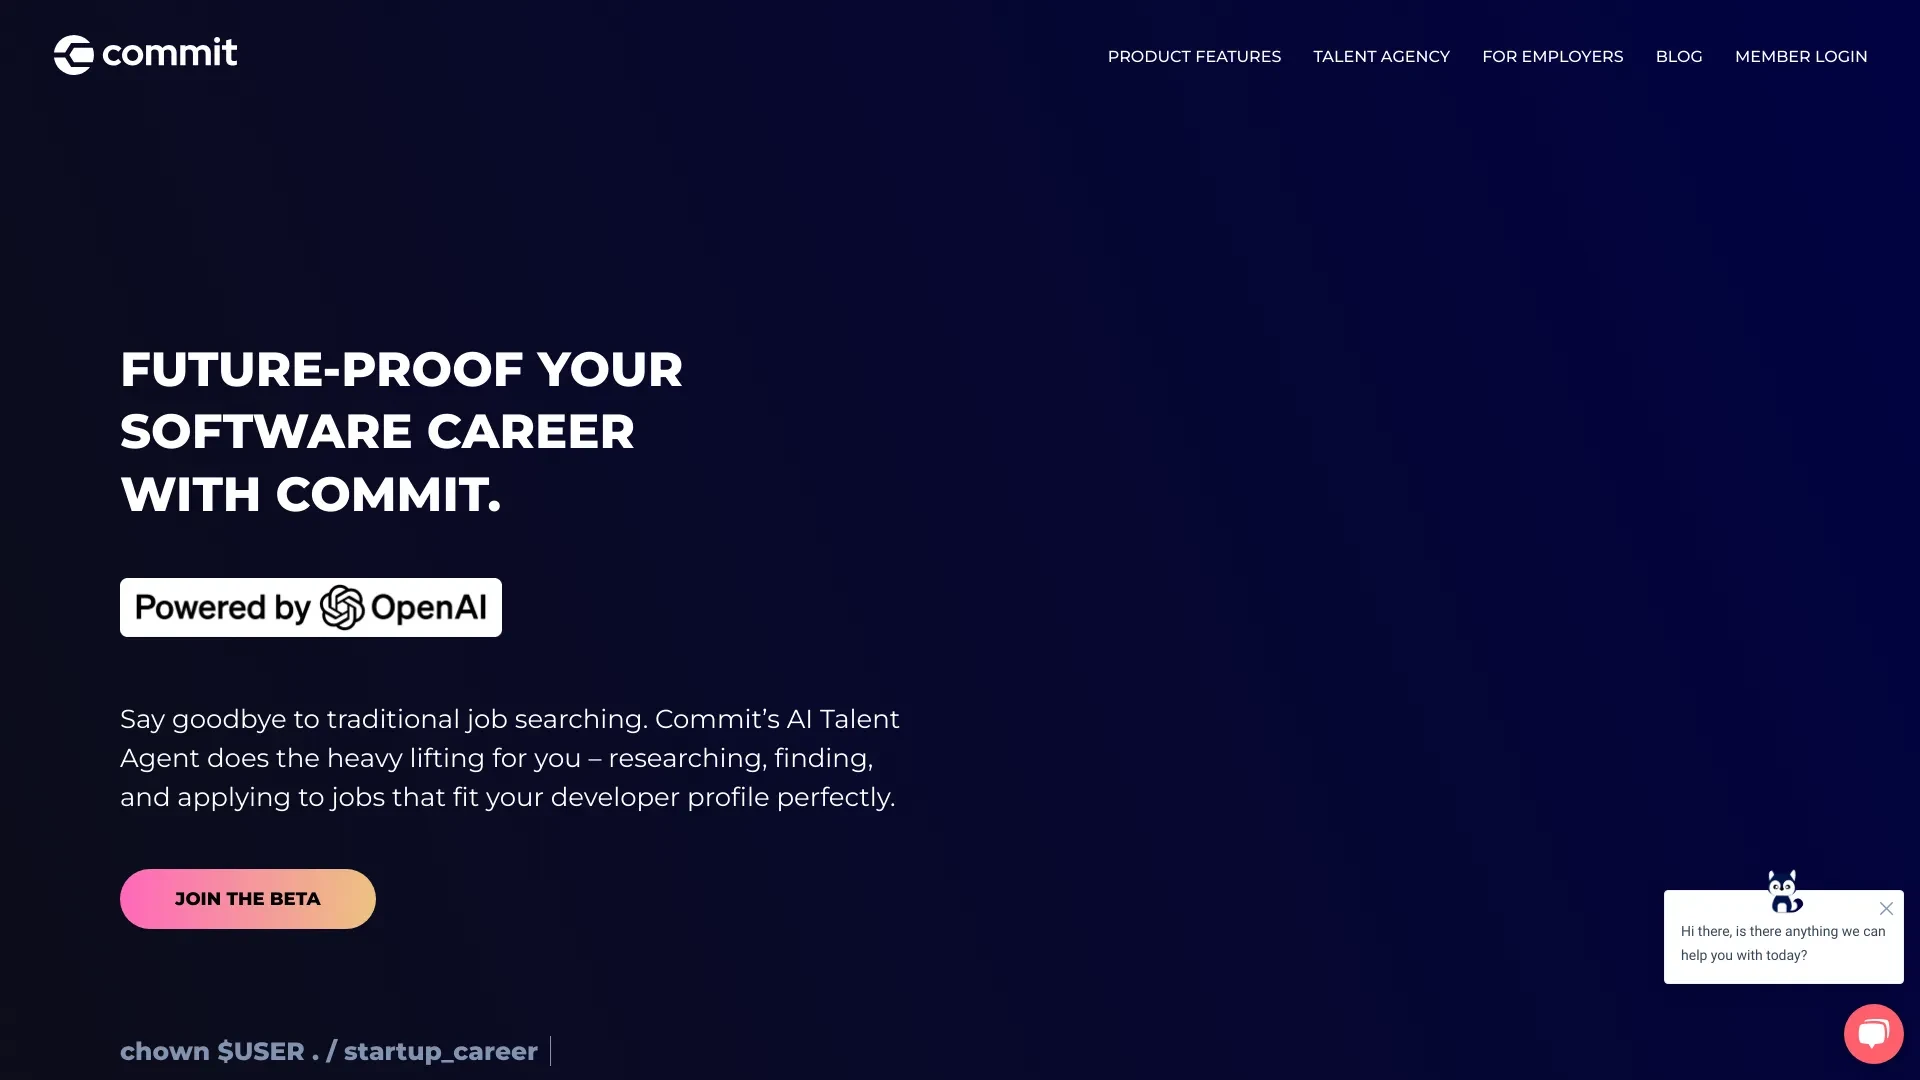 commit
PRODUCT FEATURES
TALENT AGENCY
FOR EMPLOYERS
BLOG
MEMBER LOGIN
FUTURE-PROOF YOUR
SOFTWARE CAREER
WITH COMMIT.
Powered by OpenAI
Say goodbye to traditional job searching. Commit’s AI Talent
Agent does the heavy lifting for you – researching, finding,
and applying to jobs that fit your developer profile perfectly.
JOIN THE BETA
Hi there, is there anything we can
help you with today?
chown $USER . / startup_career